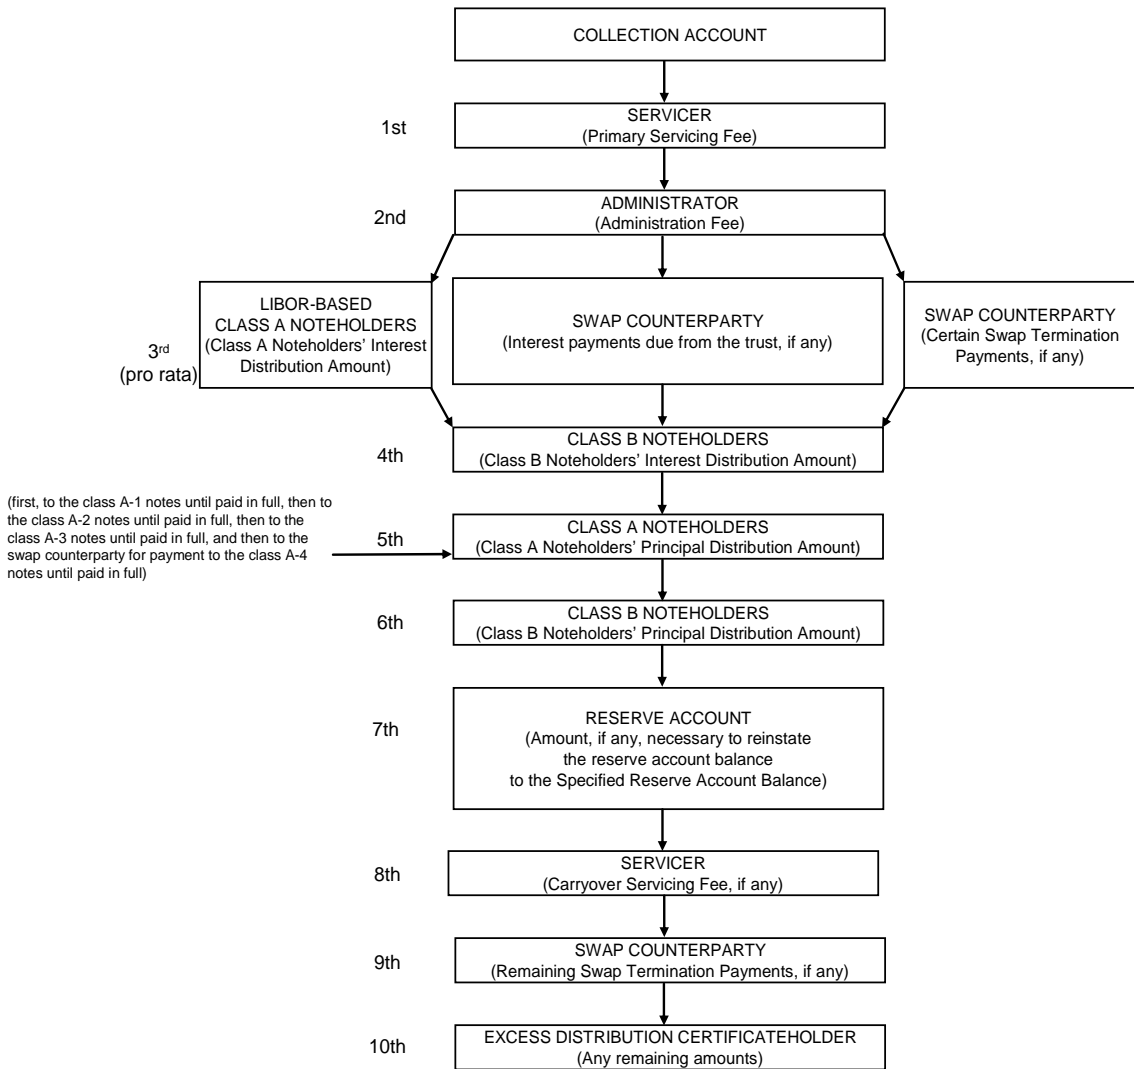 COLLECTION ACCOUNT
1st
SERVICER
(Primary Servicing Fee)
2nd
ADMINISTRATOR
(Administration Fee)
3rd
(pro rata)
LIBOR-BASED
CLASS A NOTEHOLDERS
(Class A Noteholders’ Interest
Distribution Amount)
SWAP COUNTERPARTY
(Interest payments due from the trust, if any)
SWAP COUNTERPARTY
(Certain Swap Termination
Payments, if any)
4th
CLASS B NOTEHOLDERS
(Class B Noteholders’ Interest Distribution Amount)
(first, to the class A-1 notes until paid in full, then to
the class A-2 notes until paid in full, then to the
class A-3 notes until paid in full, and then to the
swap counterparty for payment to the class A-4
notes until paid in full)
5th
CLASS A NOTEHOLDERS
(Class A Noteholders’ Principal Distribution Amount)
6th
CLASS B NOTEHOLDERS
(Class B Noteholders’ Principal Distribution Amount)
7th
RESERVE ACCOUNT
(Amount, if any, necessary to reinstate
the reserve account balance
to the Specified Reserve Account Balance)
8th
SERVICER
(Carryover Servicing Fee, if any)
9th
SWAP COUNTERPARTY
(Remaining Swap Termination Payments, if any)
10th
EXCESS DISTRIBUTION CERTIFICATEHOLDER
(Any remaining amounts)